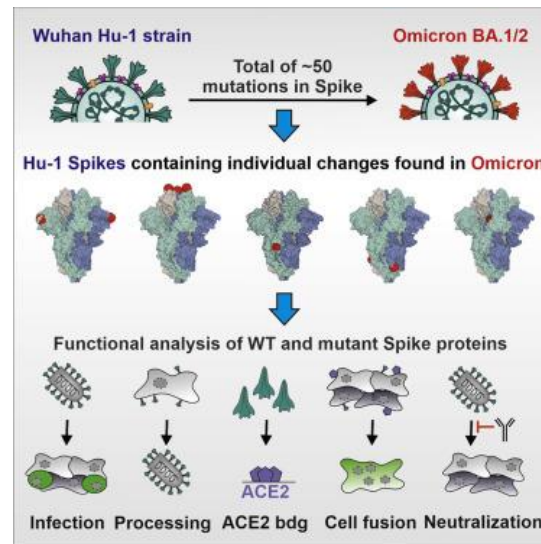 Wuhan Hu-1 strain
Omicron BA.1/2
Total of ~50
mutations in Spike
Hu-1 Spikes containing individual changes found in Omicron
Functional analysis of WT and mutant Spike proteins
ACE2
Infection Processing ACE2 bdg Cell fusion Neutralization